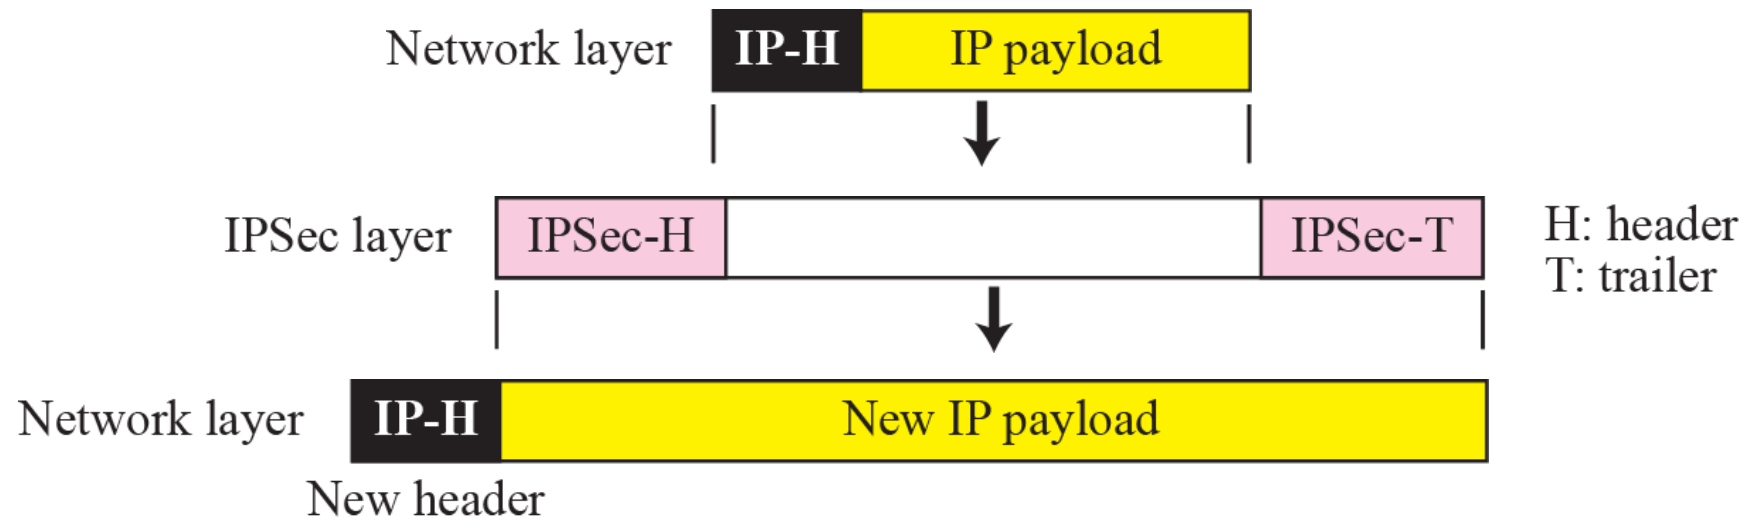 Network layer IP-H IP payload
IPSec layer IPSec-H IPSec-T H: header
T: trailer
Network layer IP-H New IP payload
New header